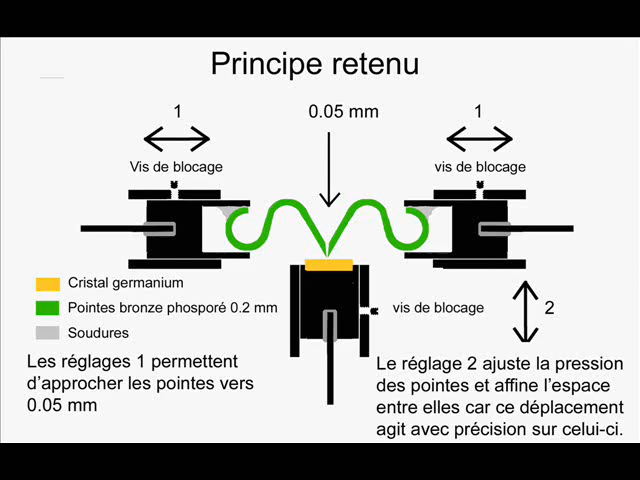 Principe retenu
1
0.05 mm
1
Vis de blocage
vis de blocage
Cristal germanium
Pointes bronze phosporé 0.2 mm
vis de blocage
2
Soudures
Les réglages 1 permettent
d'approcher les pointes vers
0.05 mm
Le réglage 2 ajuste la pression
des pointes et affine l'espace
entre elles car ce déplacement
agit avec précision sur celui-ci.